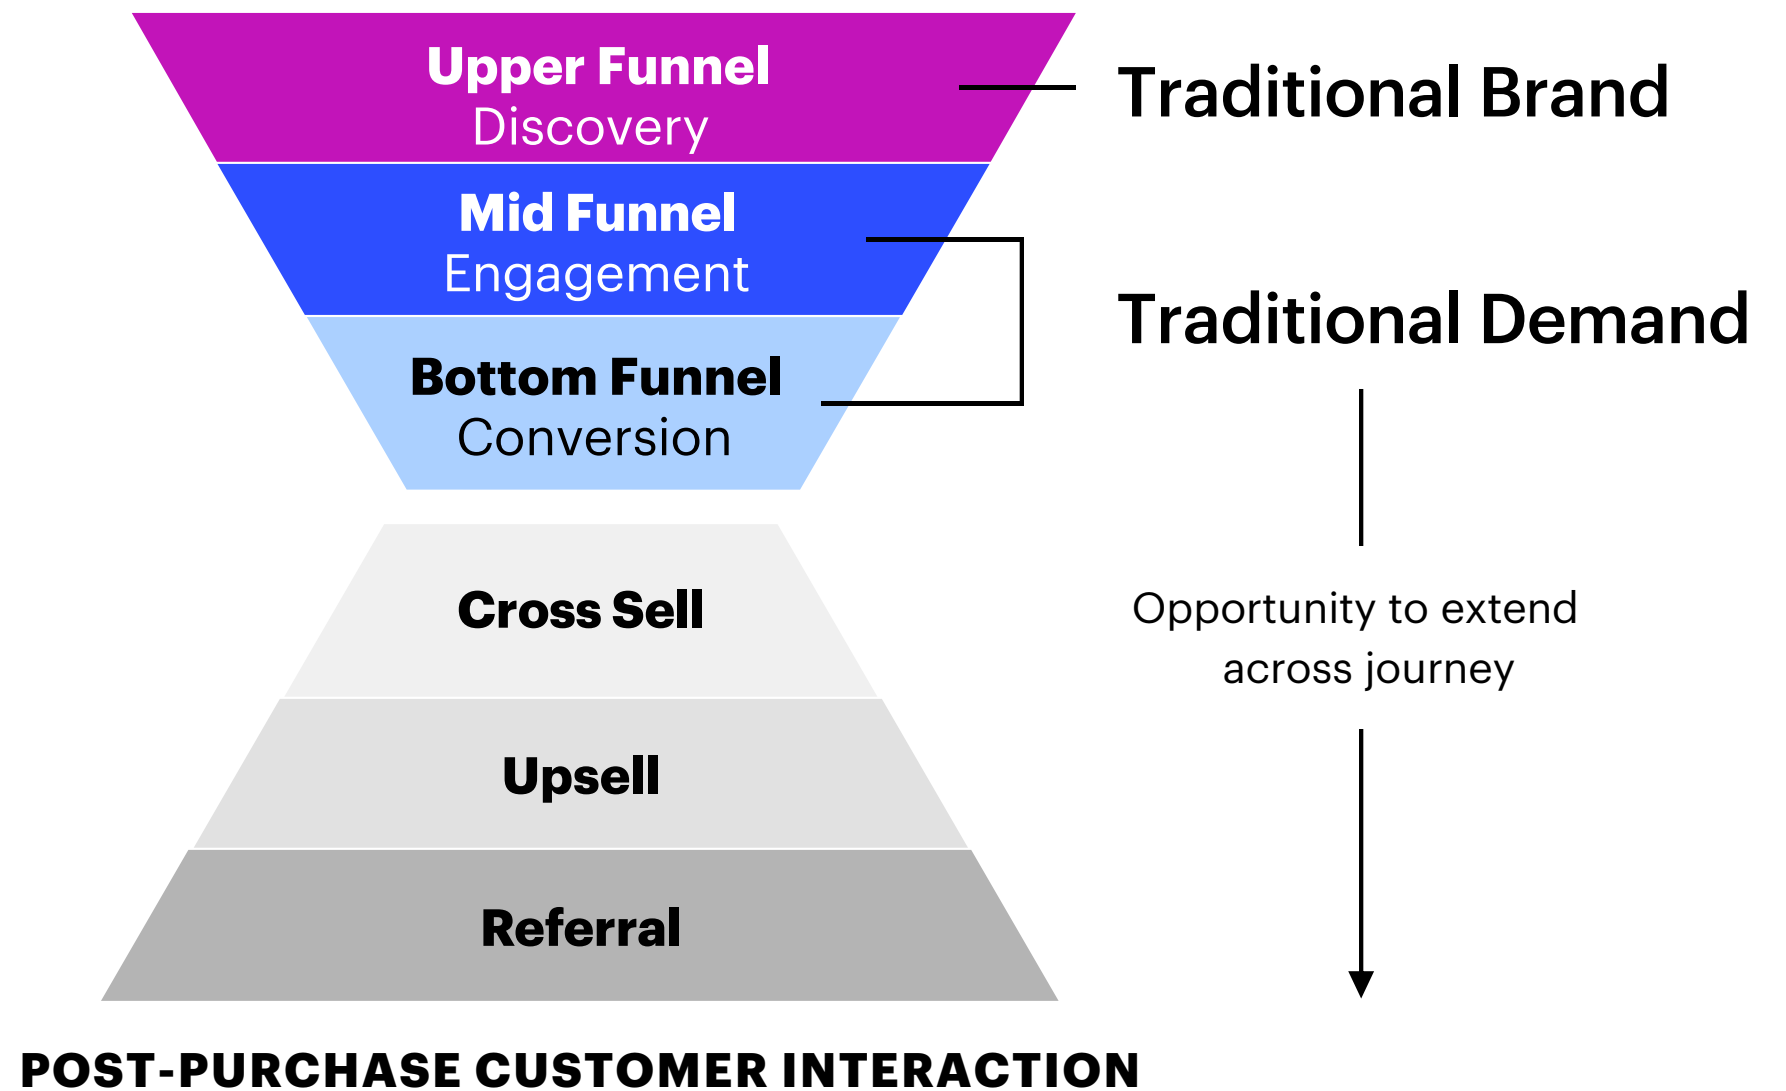 Upper Funnel
Discovery
Traditional Brand
Mid Funnel
Engagement
Traditional Demand
Bottom Funnel
Conversion
Cross Sell
Opportunity to extend
across journey
Upsell
Referral
POST-PURCHASE CUSTOMER INTERACTION